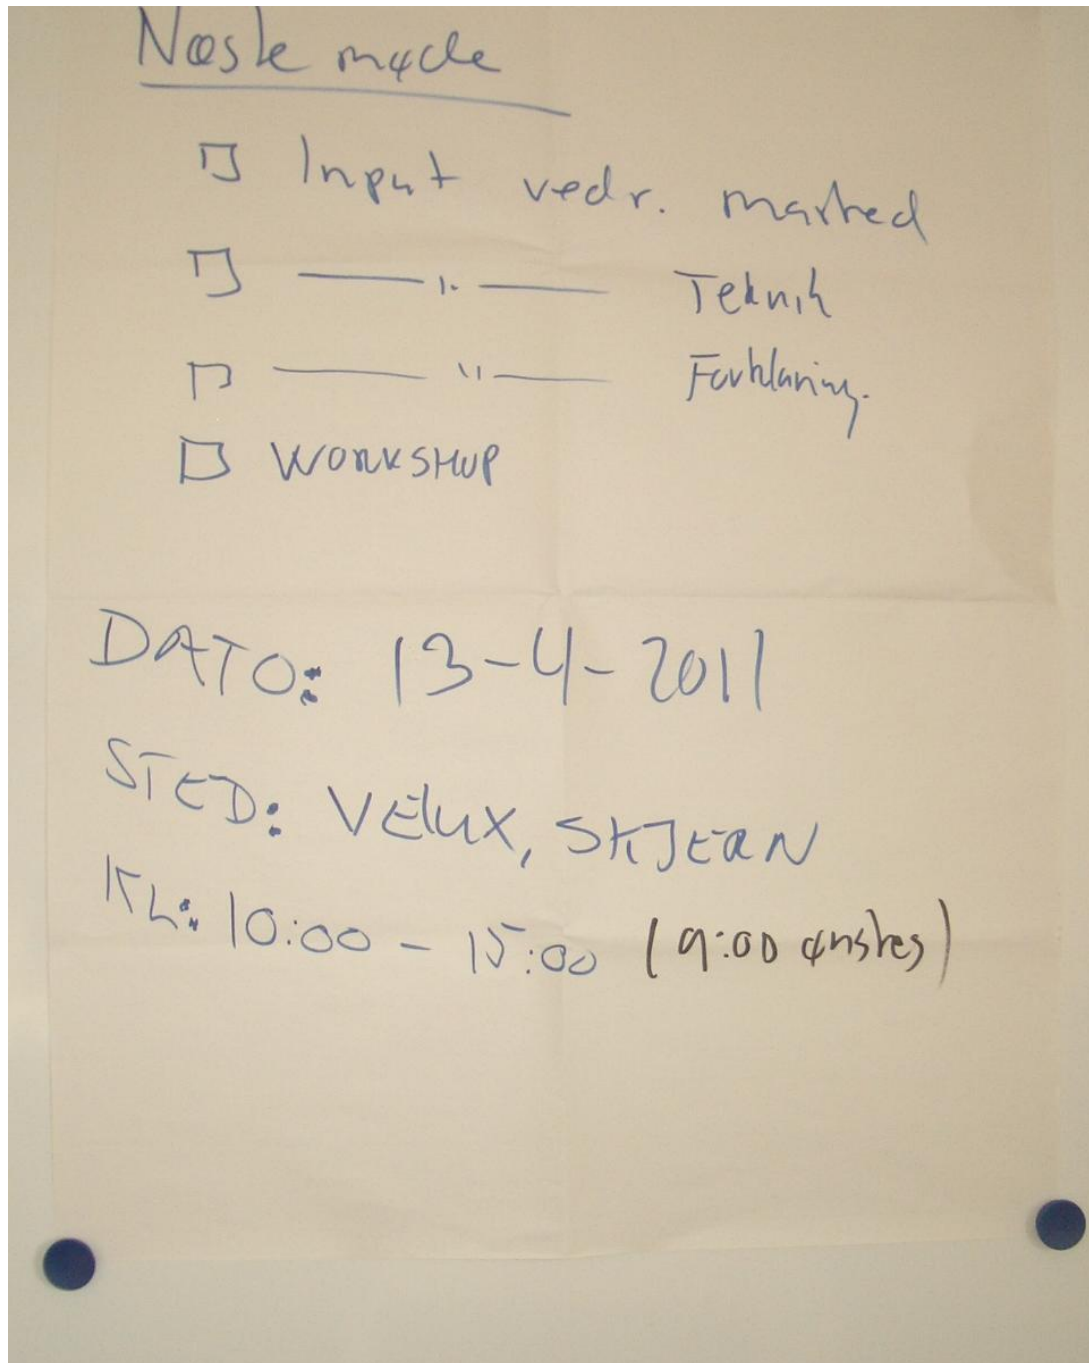 Næste møde
Input vedr. marked
—— " —— Teknik
—— " —— Forklaring.
WORKSHOP
DATO: 13-4-2011
STED: VELUX, SKJERN
KL: 10:00 - 15:00 (9:00 ønskes)